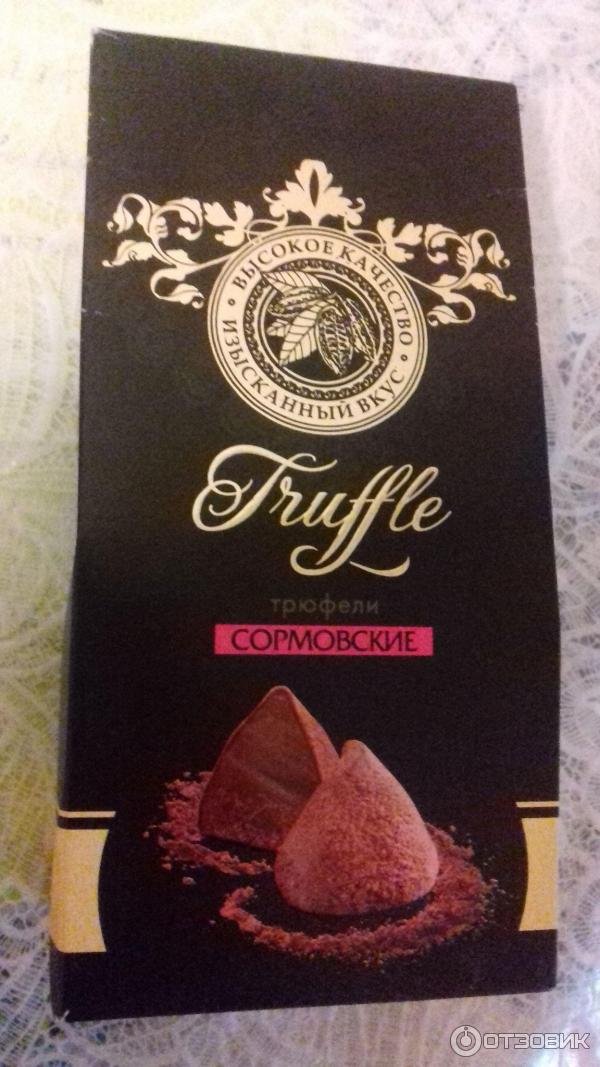 ВЫСОКОЕ КАЧЕСТВО
ИЗЫСКАННЫЙ ВКУС
Truffle
трюфели
СОРМОВСКИЕ
ОТЗОВИК